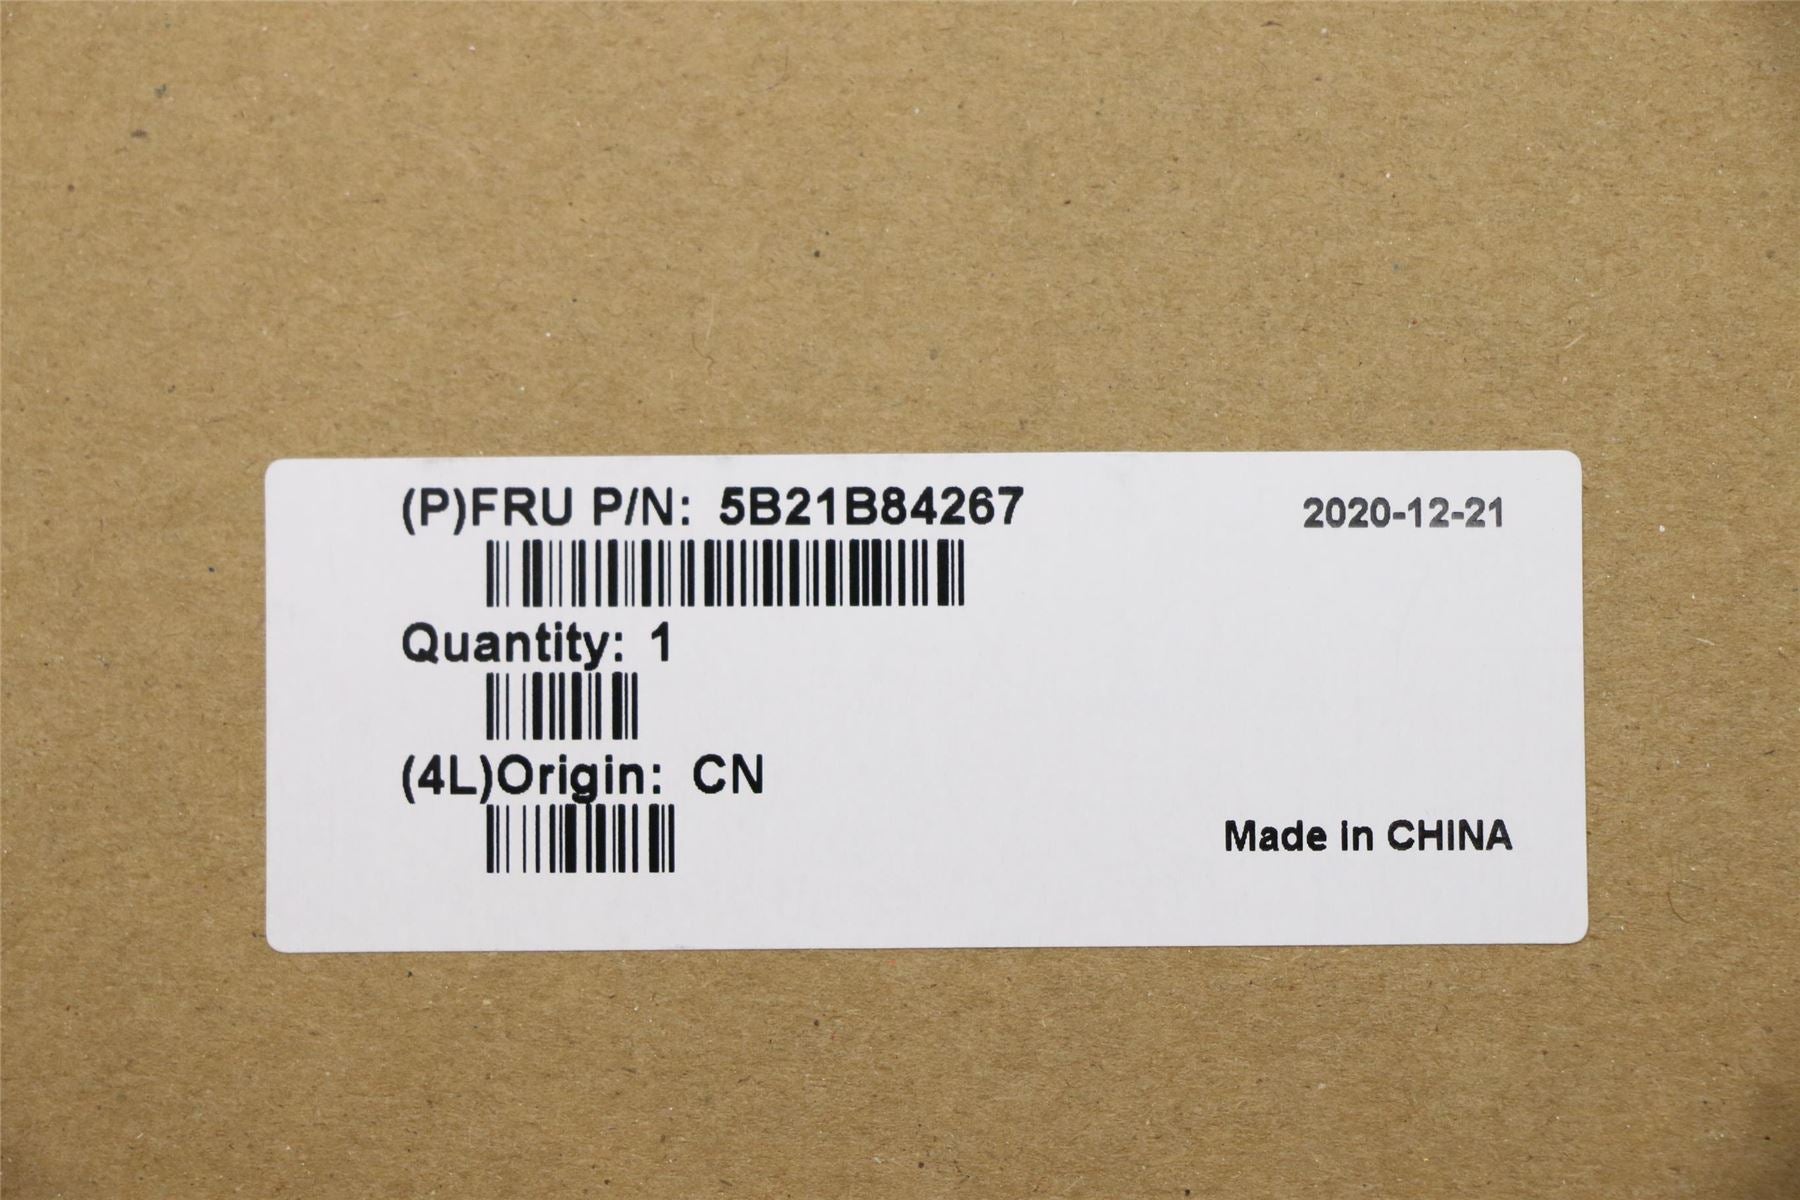 (P)FRU P/N: 5B21B84267
2020-12-21
Quantity: 1
(4L)Origin: CN
Made in CHINA